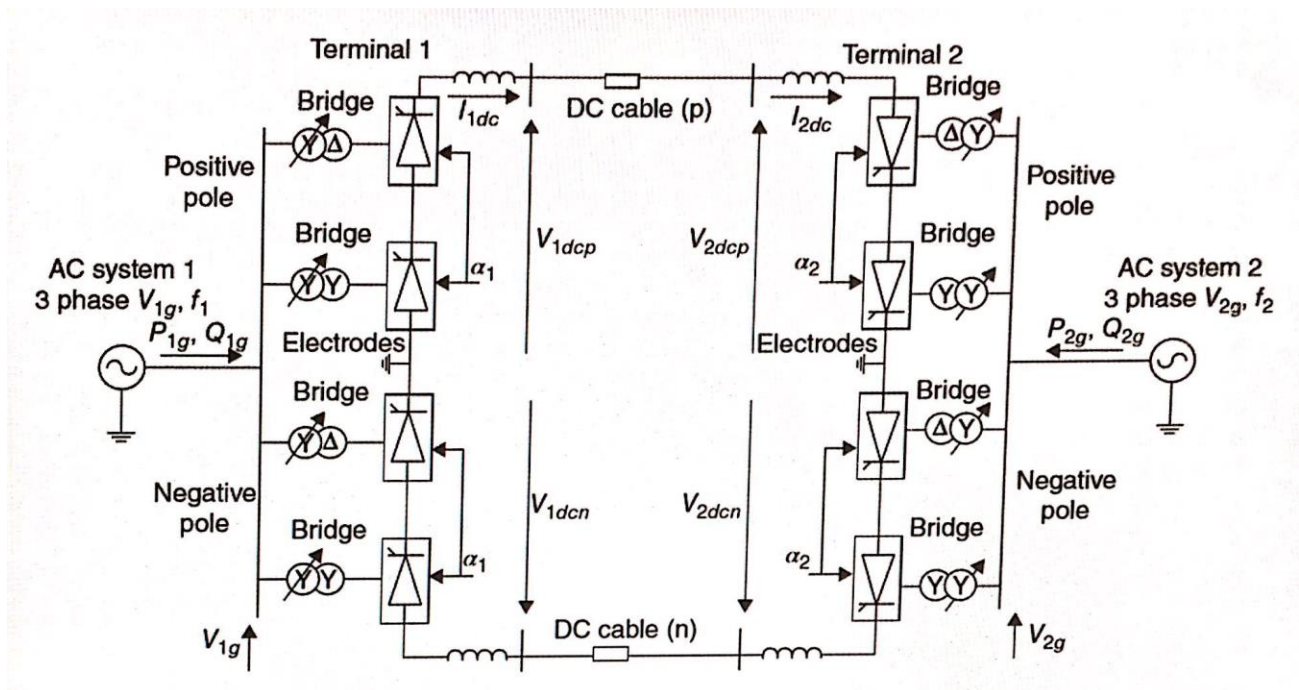 Terminal 1
Terminal 2
Bridge
I1dc
DC cable (p)
I2dc
Bridge
Y Δ
Δ Y
Positive
pole
Positive
pole
Bridge
V1dcp
V2dcp
Bridge
α1
α2
AC system 1
3 phase V1g, f1
AC system 2
3 phase V2g, f2
Y Y
Y Y
P1g, Q1g
Electrodes
Electrodes
P2g, Q2g
Bridge
Bridge
Y Δ
Δ Y
Negative
pole
V1dcn
V2dcn
Negative
pole
Bridge
Bridge
α1
α2
Y Y
Y Y
V1g
DC cable (n)
V2g